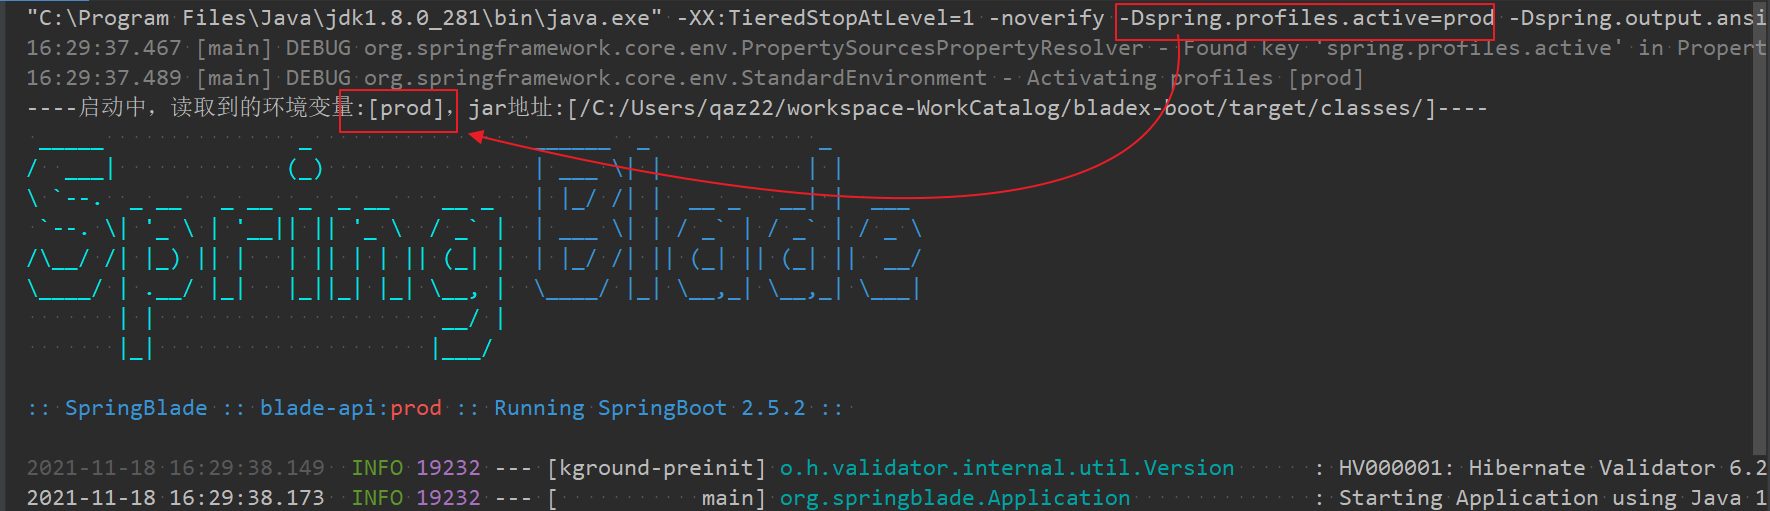 "C:\Program Files\Java\jdk1.8.0_281\bin\java.exe" -XX:TieredStopAtLevel=1 -noverify -Dspring.profiles.active=prod -Dspring.output.ansi
16:29:37.467 [main] DEBUG org.springframework.core.env.PropertySourcesPropertyResolver - Found key 'spring.profiles.active' in Propert
16:29:37.489 [main] DEBUG org.springframework.core.env.StandardEnvironment - Activating profiles [prod]
----启动中，读取到的环境变量:[prod]，jar地址:[/C:/Users/qaz22/workspace-WorkCatalog/bladex-boot/target/classes/]----
Spring Blade
:: SpringBlade :: blade-api:prod :: Running SpringBoot 2.5.2 ::
2021-11-18 16:29:38.149  INFO 19232 --- [kground-preinit] o.h.validator.internal.util.Version      : HV000001: Hibernate Validator 6.2
2021-11-18 16:29:38.173  INFO 19232 --- [           main] org.springblade.Application              : Starting Application using Java 1